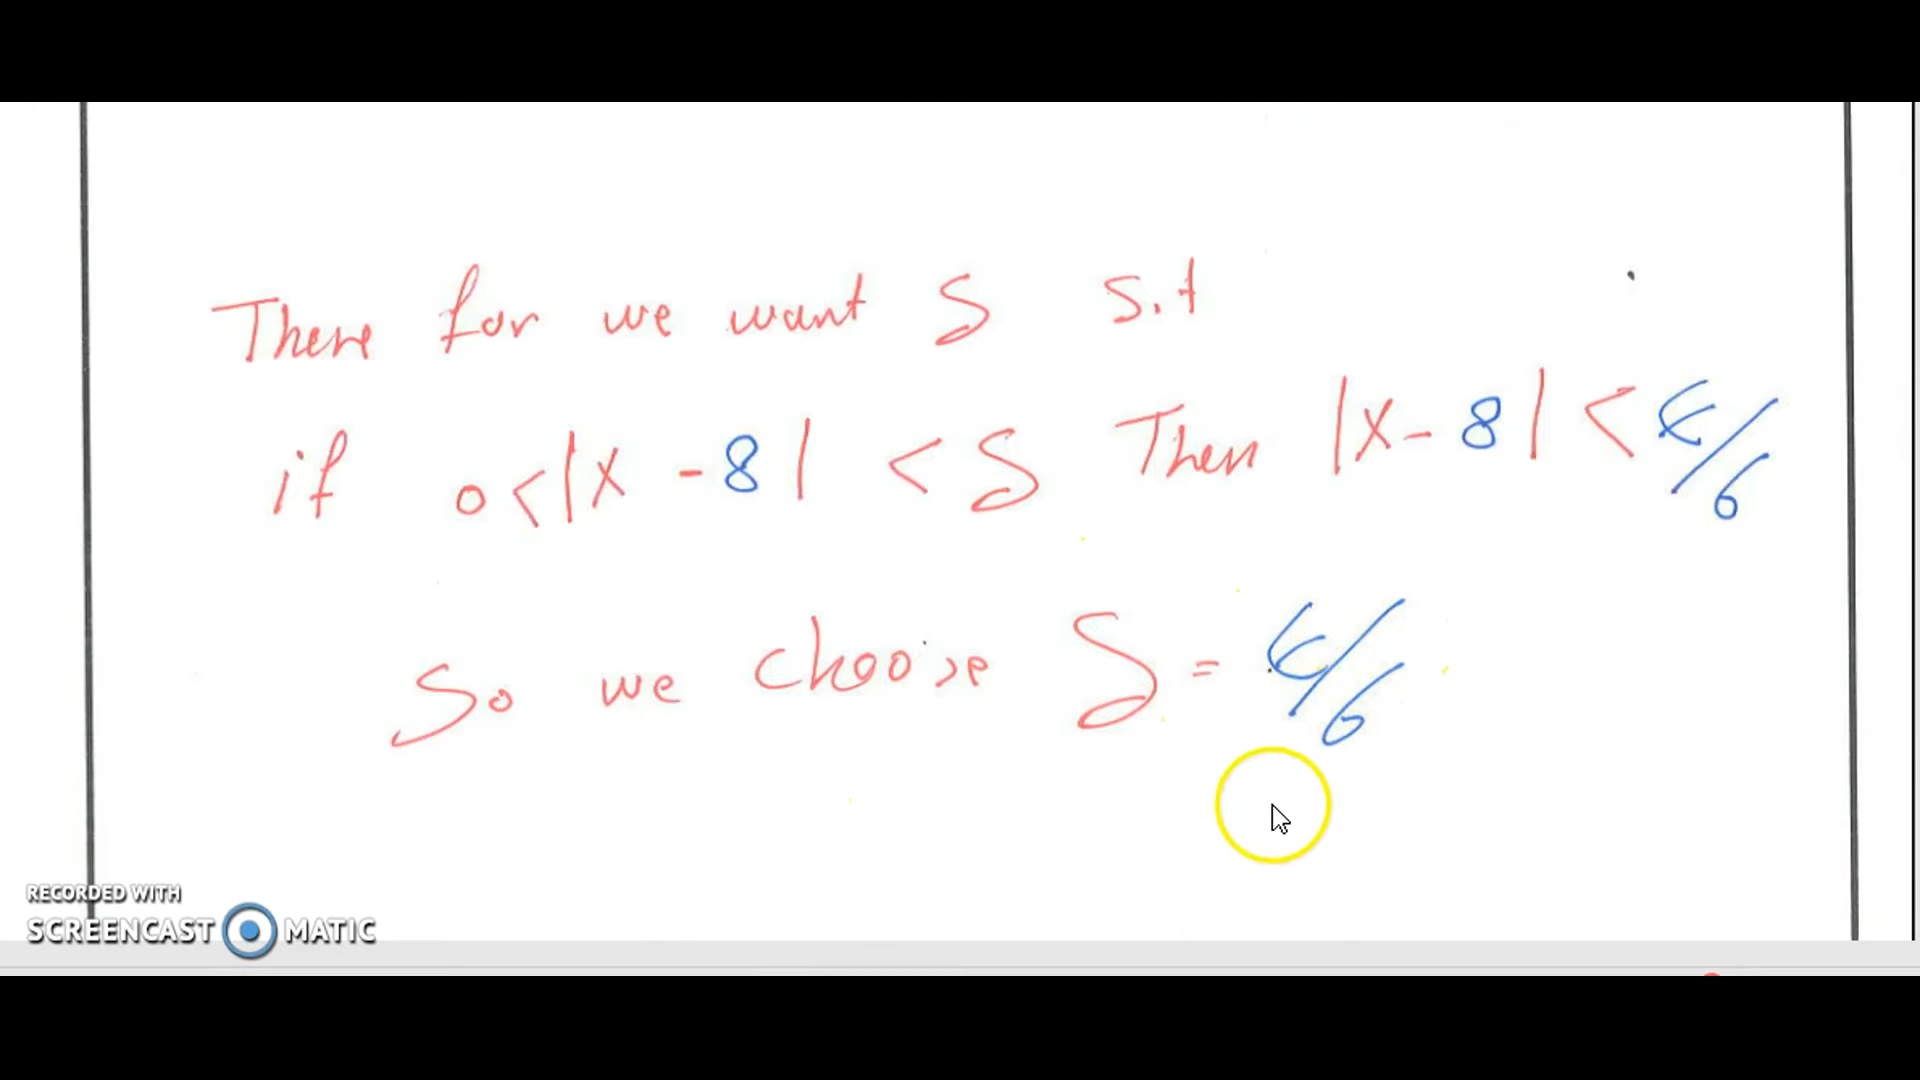 There for we want δ s.t
if 0<|x - 8| < δ Then |x - 8| < ε/6
So we choose δ = ε/6
RECORDED WITH
SCREENCAST MATIC